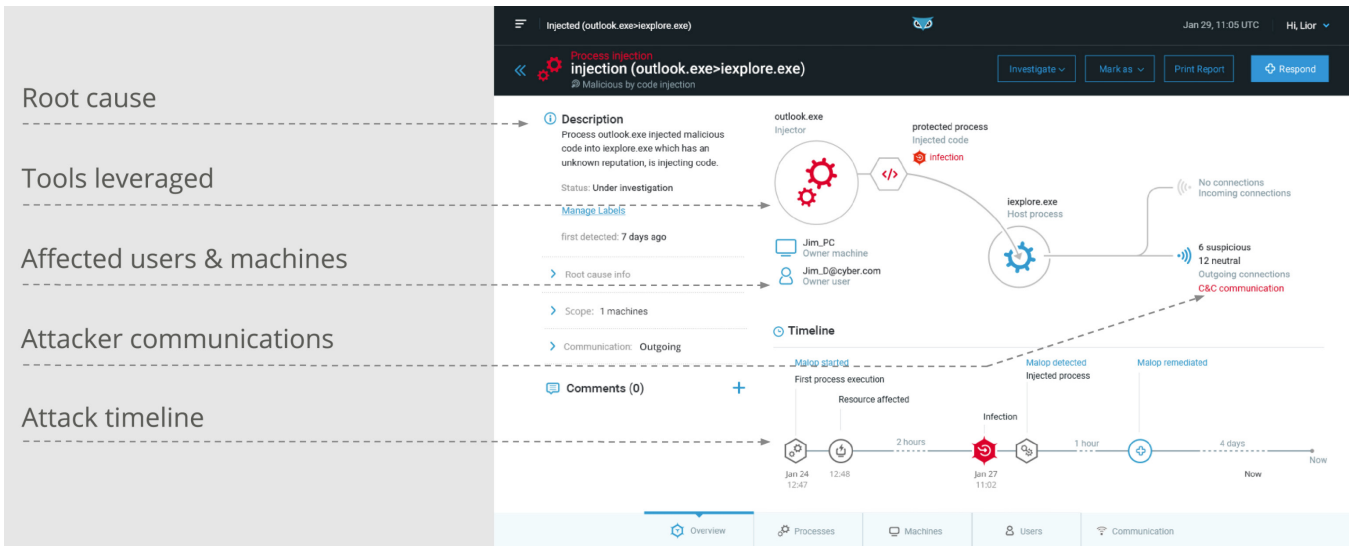 Root cause
Tools leveraged
Affected users & machines
Attacker communications
Attack timeline
Injected (outlook.exe>iexplore.exe)
Jan 29, 11:05 UTC
Hi, Lior
Process injection
injection (outlook.exe>iexplore.exe)
Malicious by code injection
Investigate
Mark as
Print Report
Respond
Description
Process outlook.exe injected malicious
code into iexplore.exe which has an
unknown reputation, is injecting code.
Status: Under investigation
Manage Labels
first detected: 7 days ago
Root cause info
Scope: 1 machines
Communication: Outgoing
Comments (0)
outlook.exe
Injector
protected process
Injected code
infection
</>
Jim_PC
Owner machine
Jim_D@cyber.com
Owner user
iexplore.exe
Host process
No connections
Incoming connections
6 suspicious
12 neutral
Outgoing connections
C&C communication
Timeline
Malop started
First process execution
Resource affected
Infection
Malop detected
Injected process
Malop remediated
2 hours
1 hour
4 days
Now
Jan 24
12:47
12:48
Jan 27
11:02
Now
Overview
Processes
Machines
Users
Communication